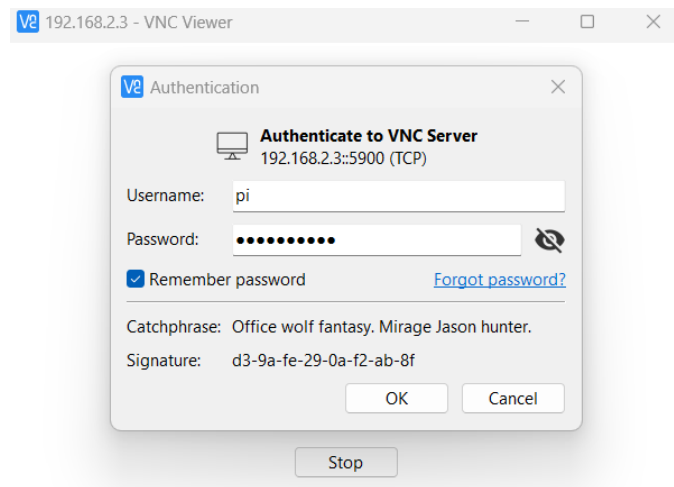 VE 192.168.2.3 - VNC Viewer
VE Authentication
Authenticate to VNC Server
192.168.2.3::5900 (TCP)
Username: pi
Password: ●●●●●●●●●●
Remember password Forgot password?
Catchphrase: Office wolf fantasy. Mirage Jason hunter.
Signature: d3-9a-fe-29-0a-f2-ab-8f
OK Cancel
Stop